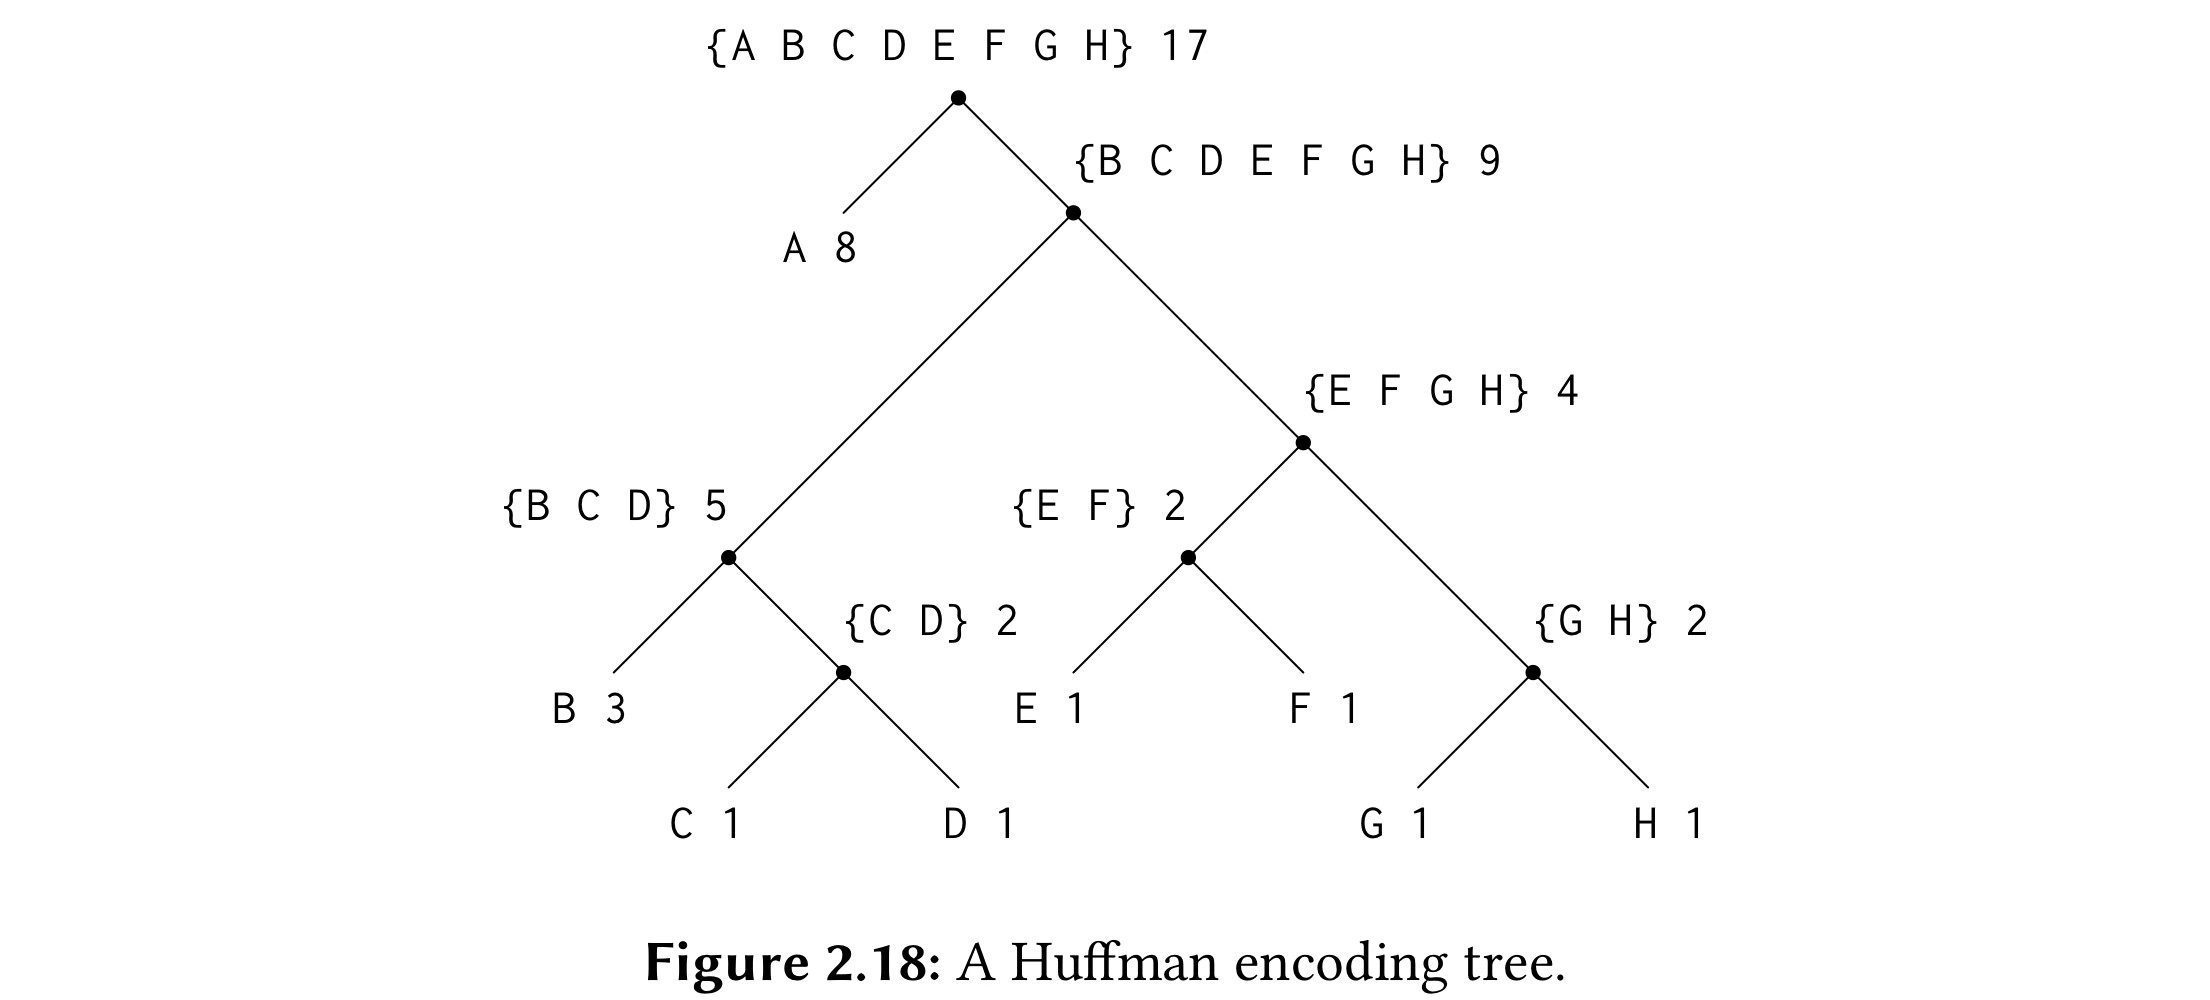 {A B C D E F G H} 17
{B C D E F G H} 9
A 8
{E F G H} 4
{B C D} 5
{E F} 2
{C D} 2
{G H} 2
B 3
E 1
F 1
C 1
D 1
G 1
H 1
Figure 2.18: A Huffman encoding tree.